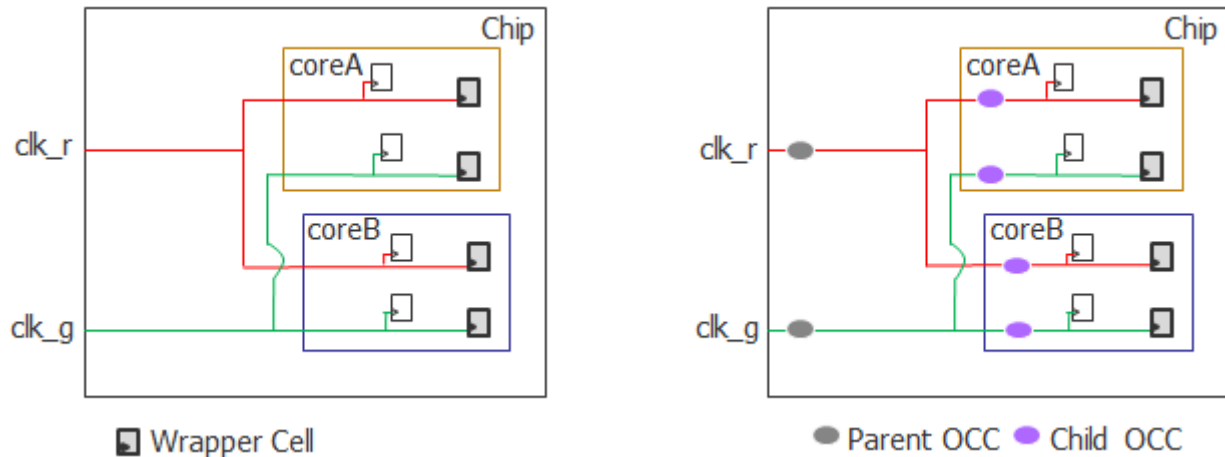 Chip
coreA
clk_r
coreB
clk_g
Wrapper Cell
Chip
coreA
clk_r
coreB
clk_g
Parent OCC
Child OCC